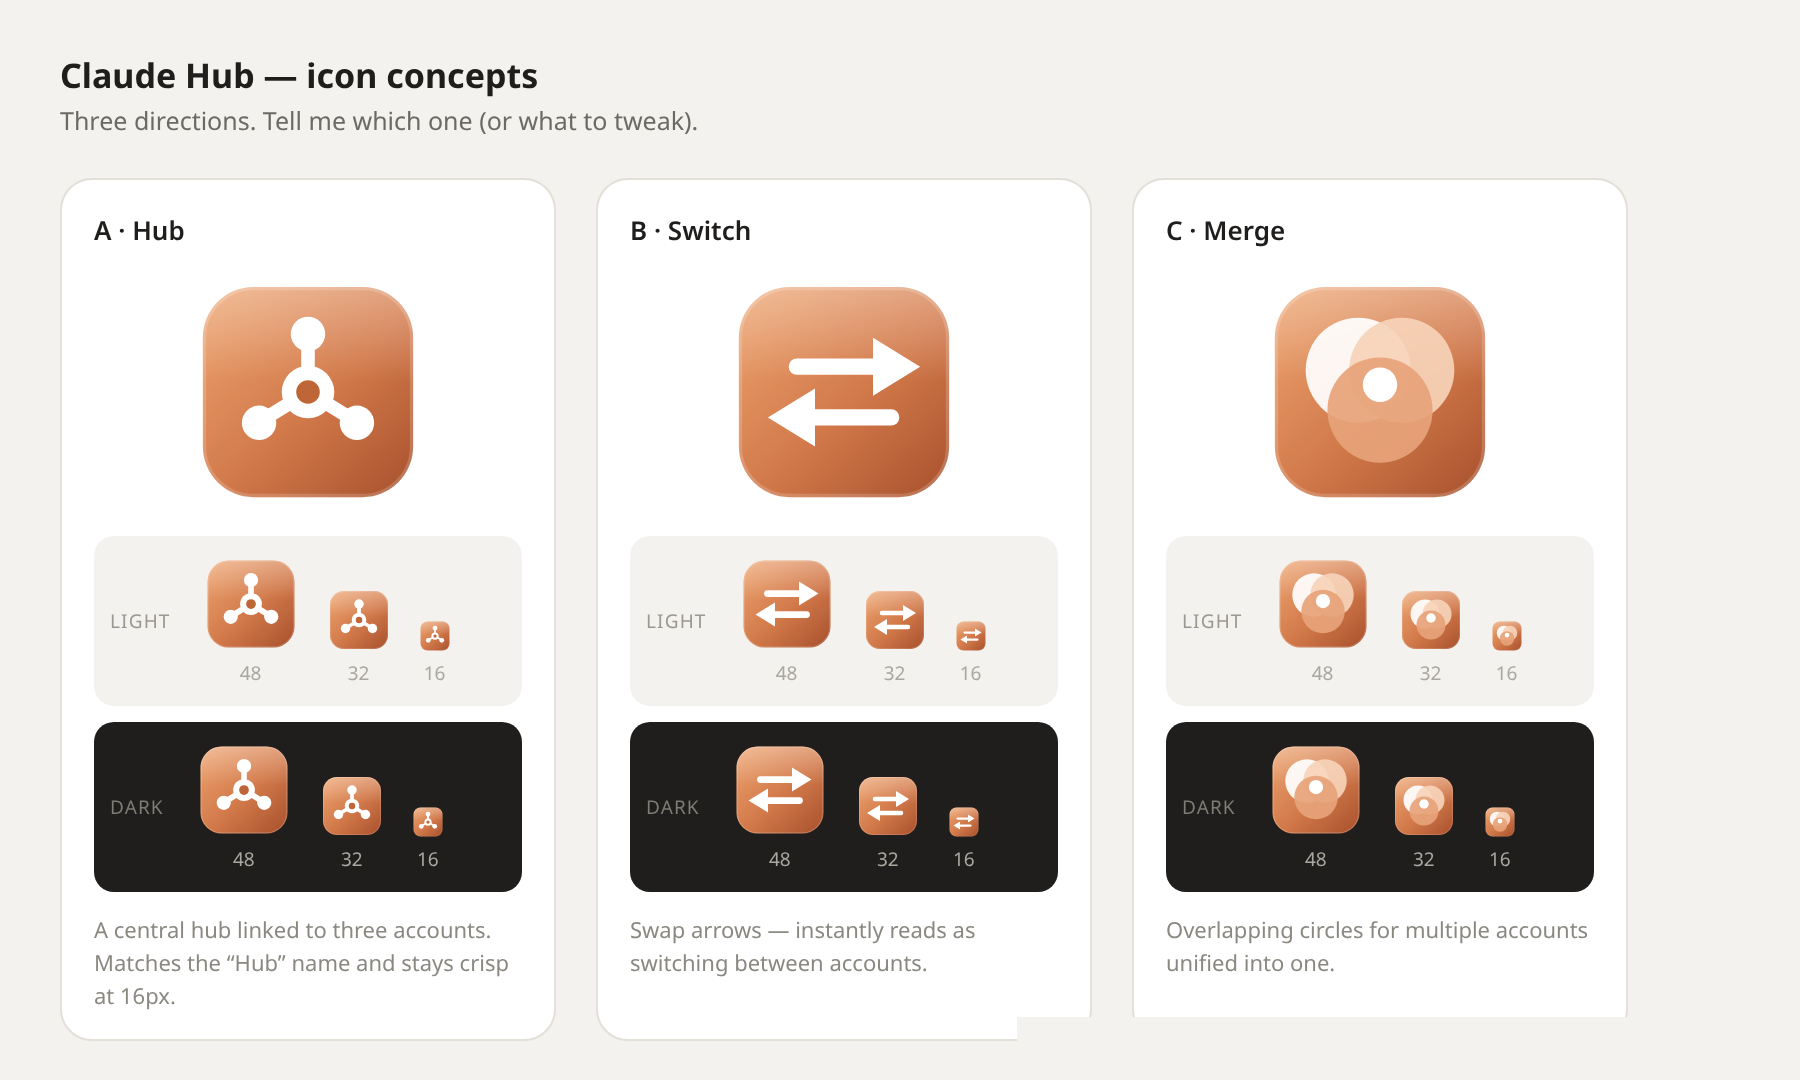 Claude Hub — icon concepts
Three directions. Tell me which one (or what to tweak).
A · Hub
LIGHT
48
32
16
DARK
48
32
16
A central hub linked to three accounts.
Matches the “Hub” name and stays crisp
at 16px.
B · Switch
LIGHT
48
32
16
DARK
48
32
16
Swap arrows — instantly reads as
switching between accounts.
C · Merge
LIGHT
48
32
16
DARK
48
32
16
Overlapping circles for multiple accounts
unified into one.